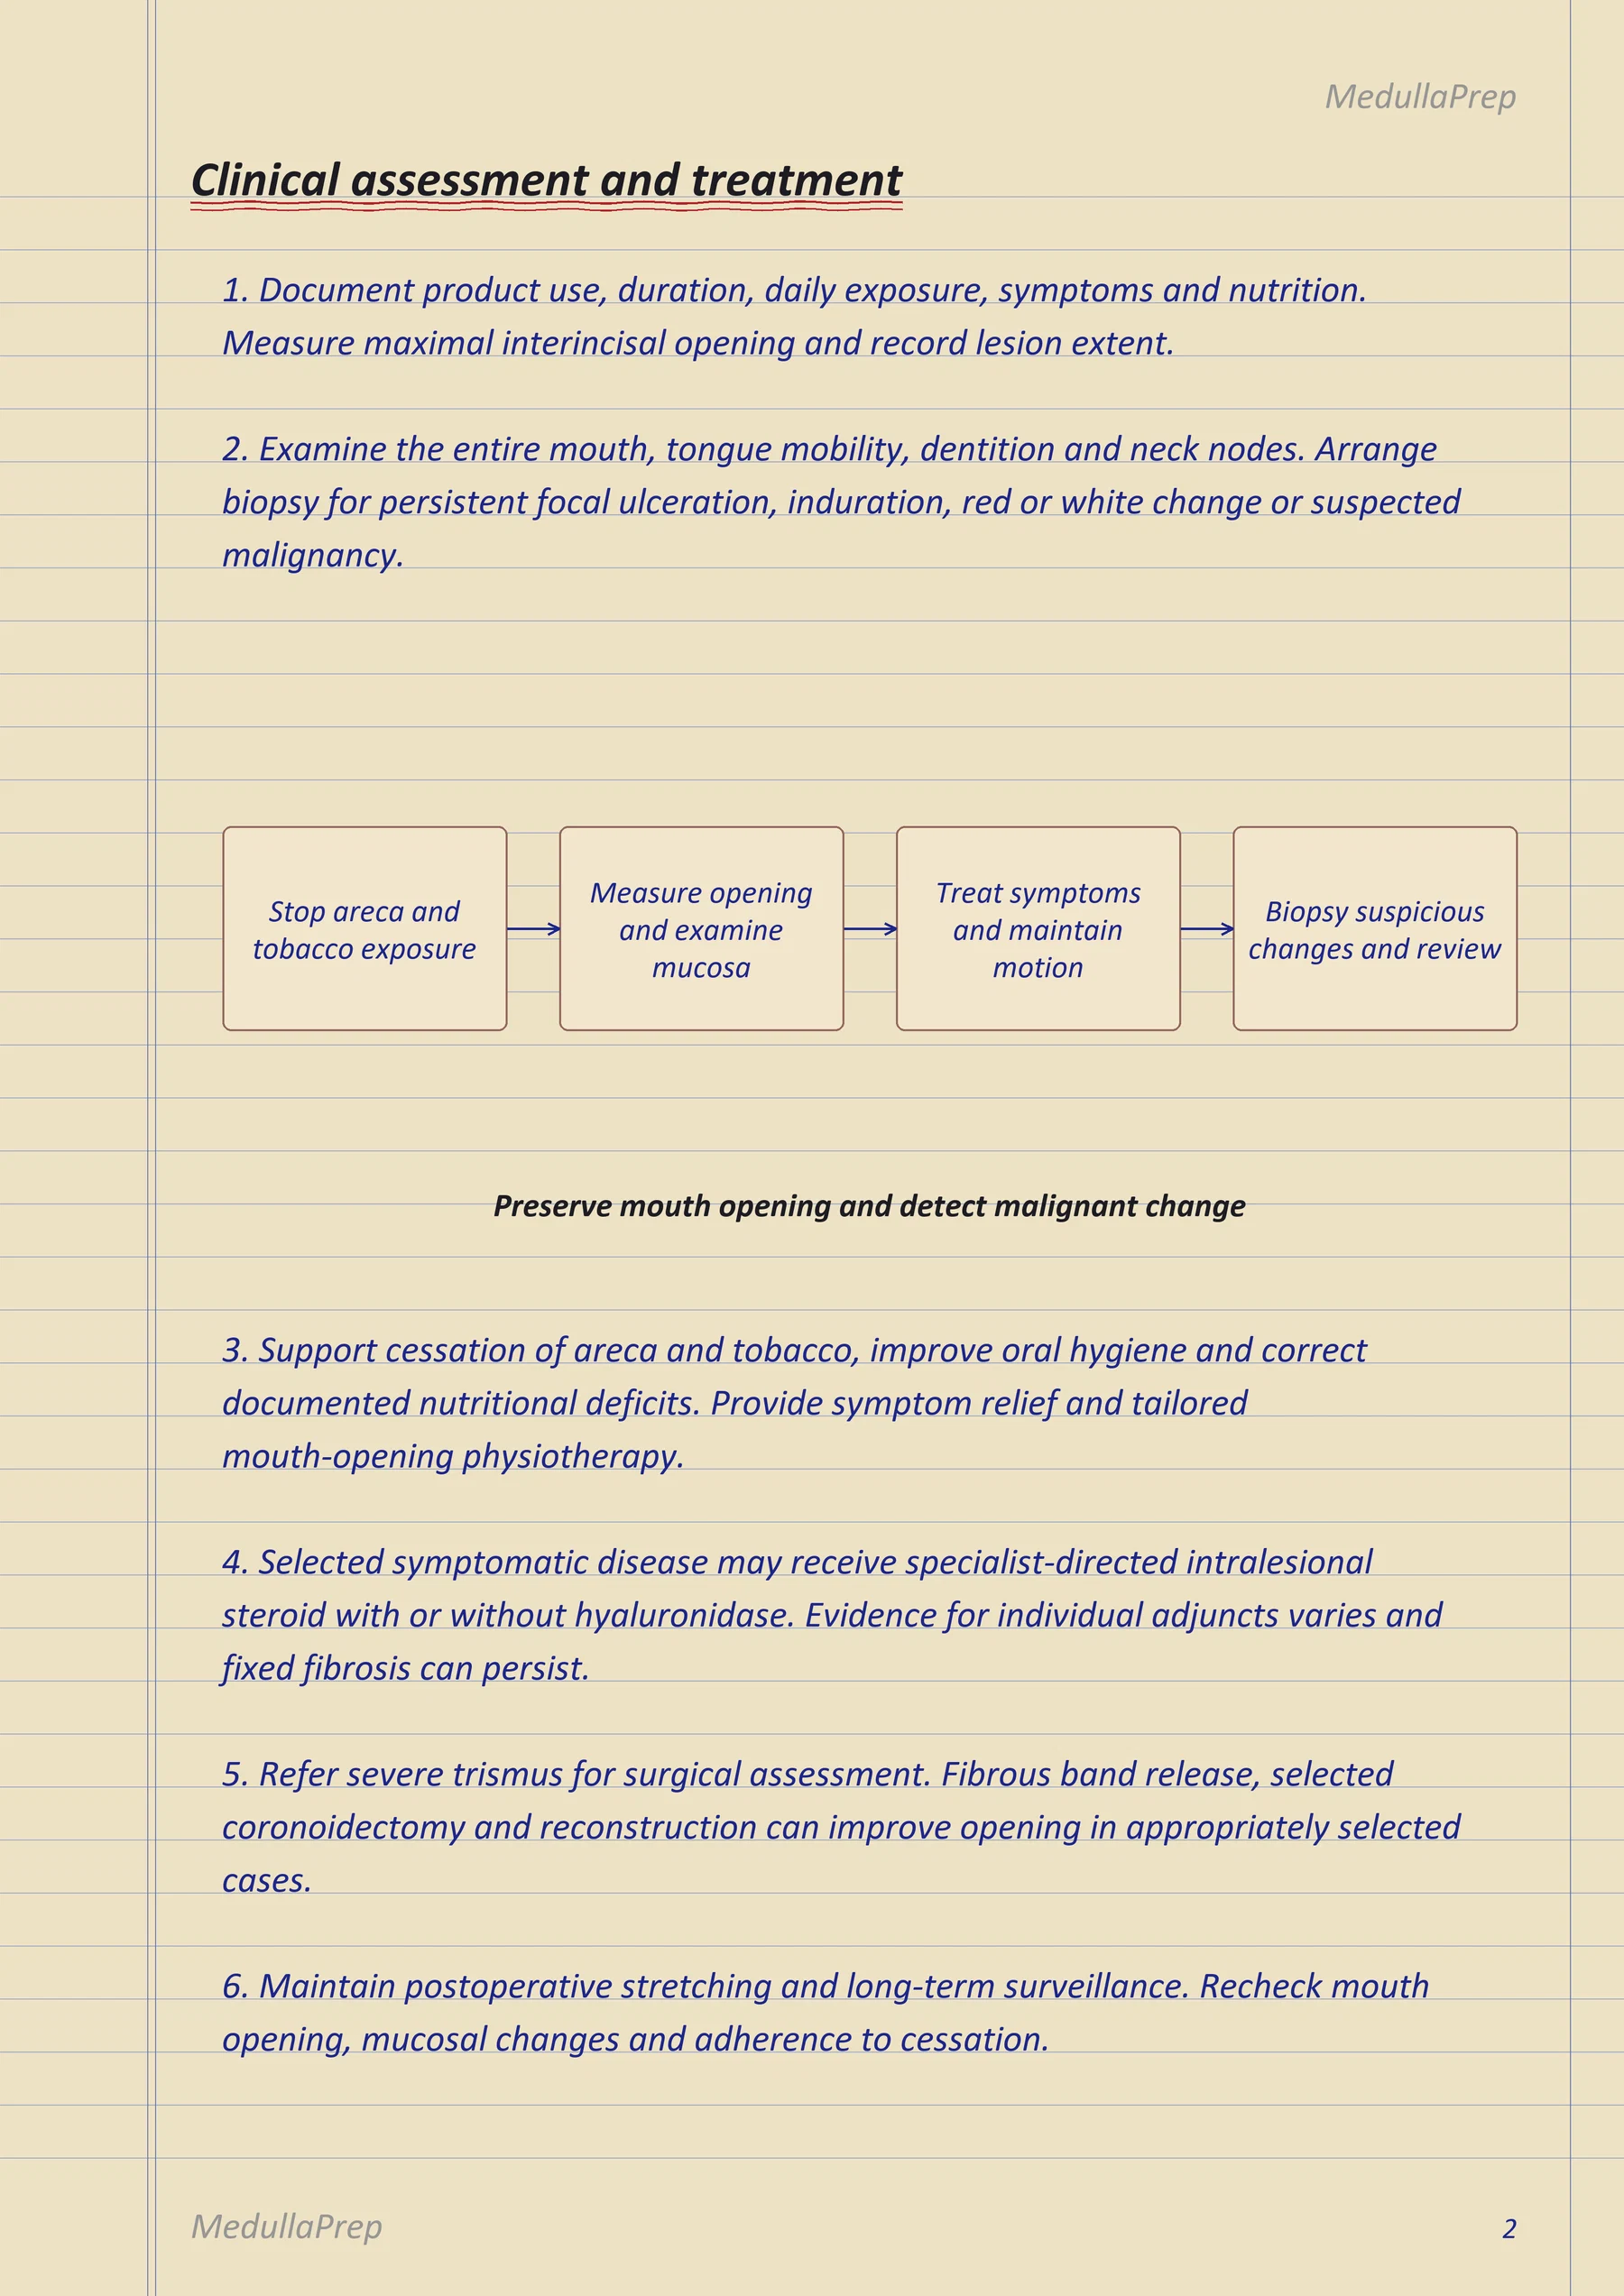 MedullaPrep
Clinical assessment and treatment
1. Document product use, duration, daily exposure, symptoms and nutrition.
Measure maximal interincisal opening and record lesion extent.
2. Examine the entire mouth, tongue mobility, dentition and neck nodes. Arrange
biopsy for persistent focal ulceration, induration, red or white change or suspected
malignancy.
Stop areca and
tobacco exposure
Measure opening
and examine
mucosa
Treat symptoms
and maintain
motion
Biopsy suspicious
changes and review
Preserve mouth opening and detect malignant change
3. Support cessation of areca and tobacco, improve oral hygiene and correct
documented nutritional deficits. Provide symptom relief and tailored
mouth-opening physiotherapy.
4. Selected symptomatic disease may receive specialist-directed intralesional
steroid with or without hyaluronidase. Evidence for individual adjuncts varies and
fixed fibrosis can persist.
5. Refer severe trismus for surgical assessment. Fibrous band release, selected
coronoidectomy and reconstruction can improve opening in appropriately selected
cases.
6. Maintain postoperative stretching and long-term surveillance. Recheck mouth
opening, mucosal changes and adherence to cessation.
MedullaPrep
2